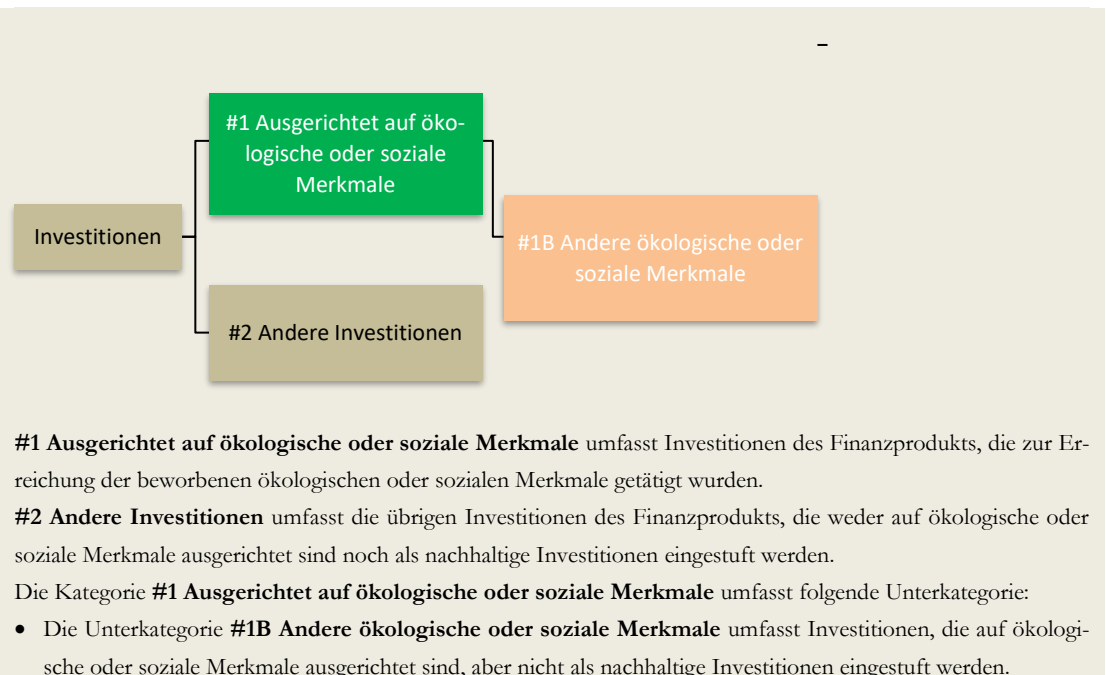 –
#1 Ausgerichtet auf öko-
logische oder soziale
Merkmale
Investitionen
#1B Andere ökologische oder
soziale Merkmale
#2 Andere Investitionen
#1 Ausgerichtet auf ökologische oder soziale Merkmale umfasst Investitionen des Finanzprodukts, die zur Er-
reichung der beworbenen ökologischen oder sozialen Merkmale getätigt wurden.
#2 Andere Investitionen umfasst die übrigen Investitionen des Finanzprodukts, die weder auf ökologische oder
soziale Merkmale ausgerichtet sind noch als nachhaltige Investitionen eingestuft werden.
Die Kategorie #1 Ausgerichtet auf ökologische oder soziale Merkmale umfasst folgende Unterkategorie:
• Die Unterkategorie #1B Andere ökologische oder soziale Merkmale umfasst Investitionen, die auf ökologi-
sche oder soziale Merkmale ausgerichtet sind, aber nicht als nachhaltige Investitionen eingestuft werden.